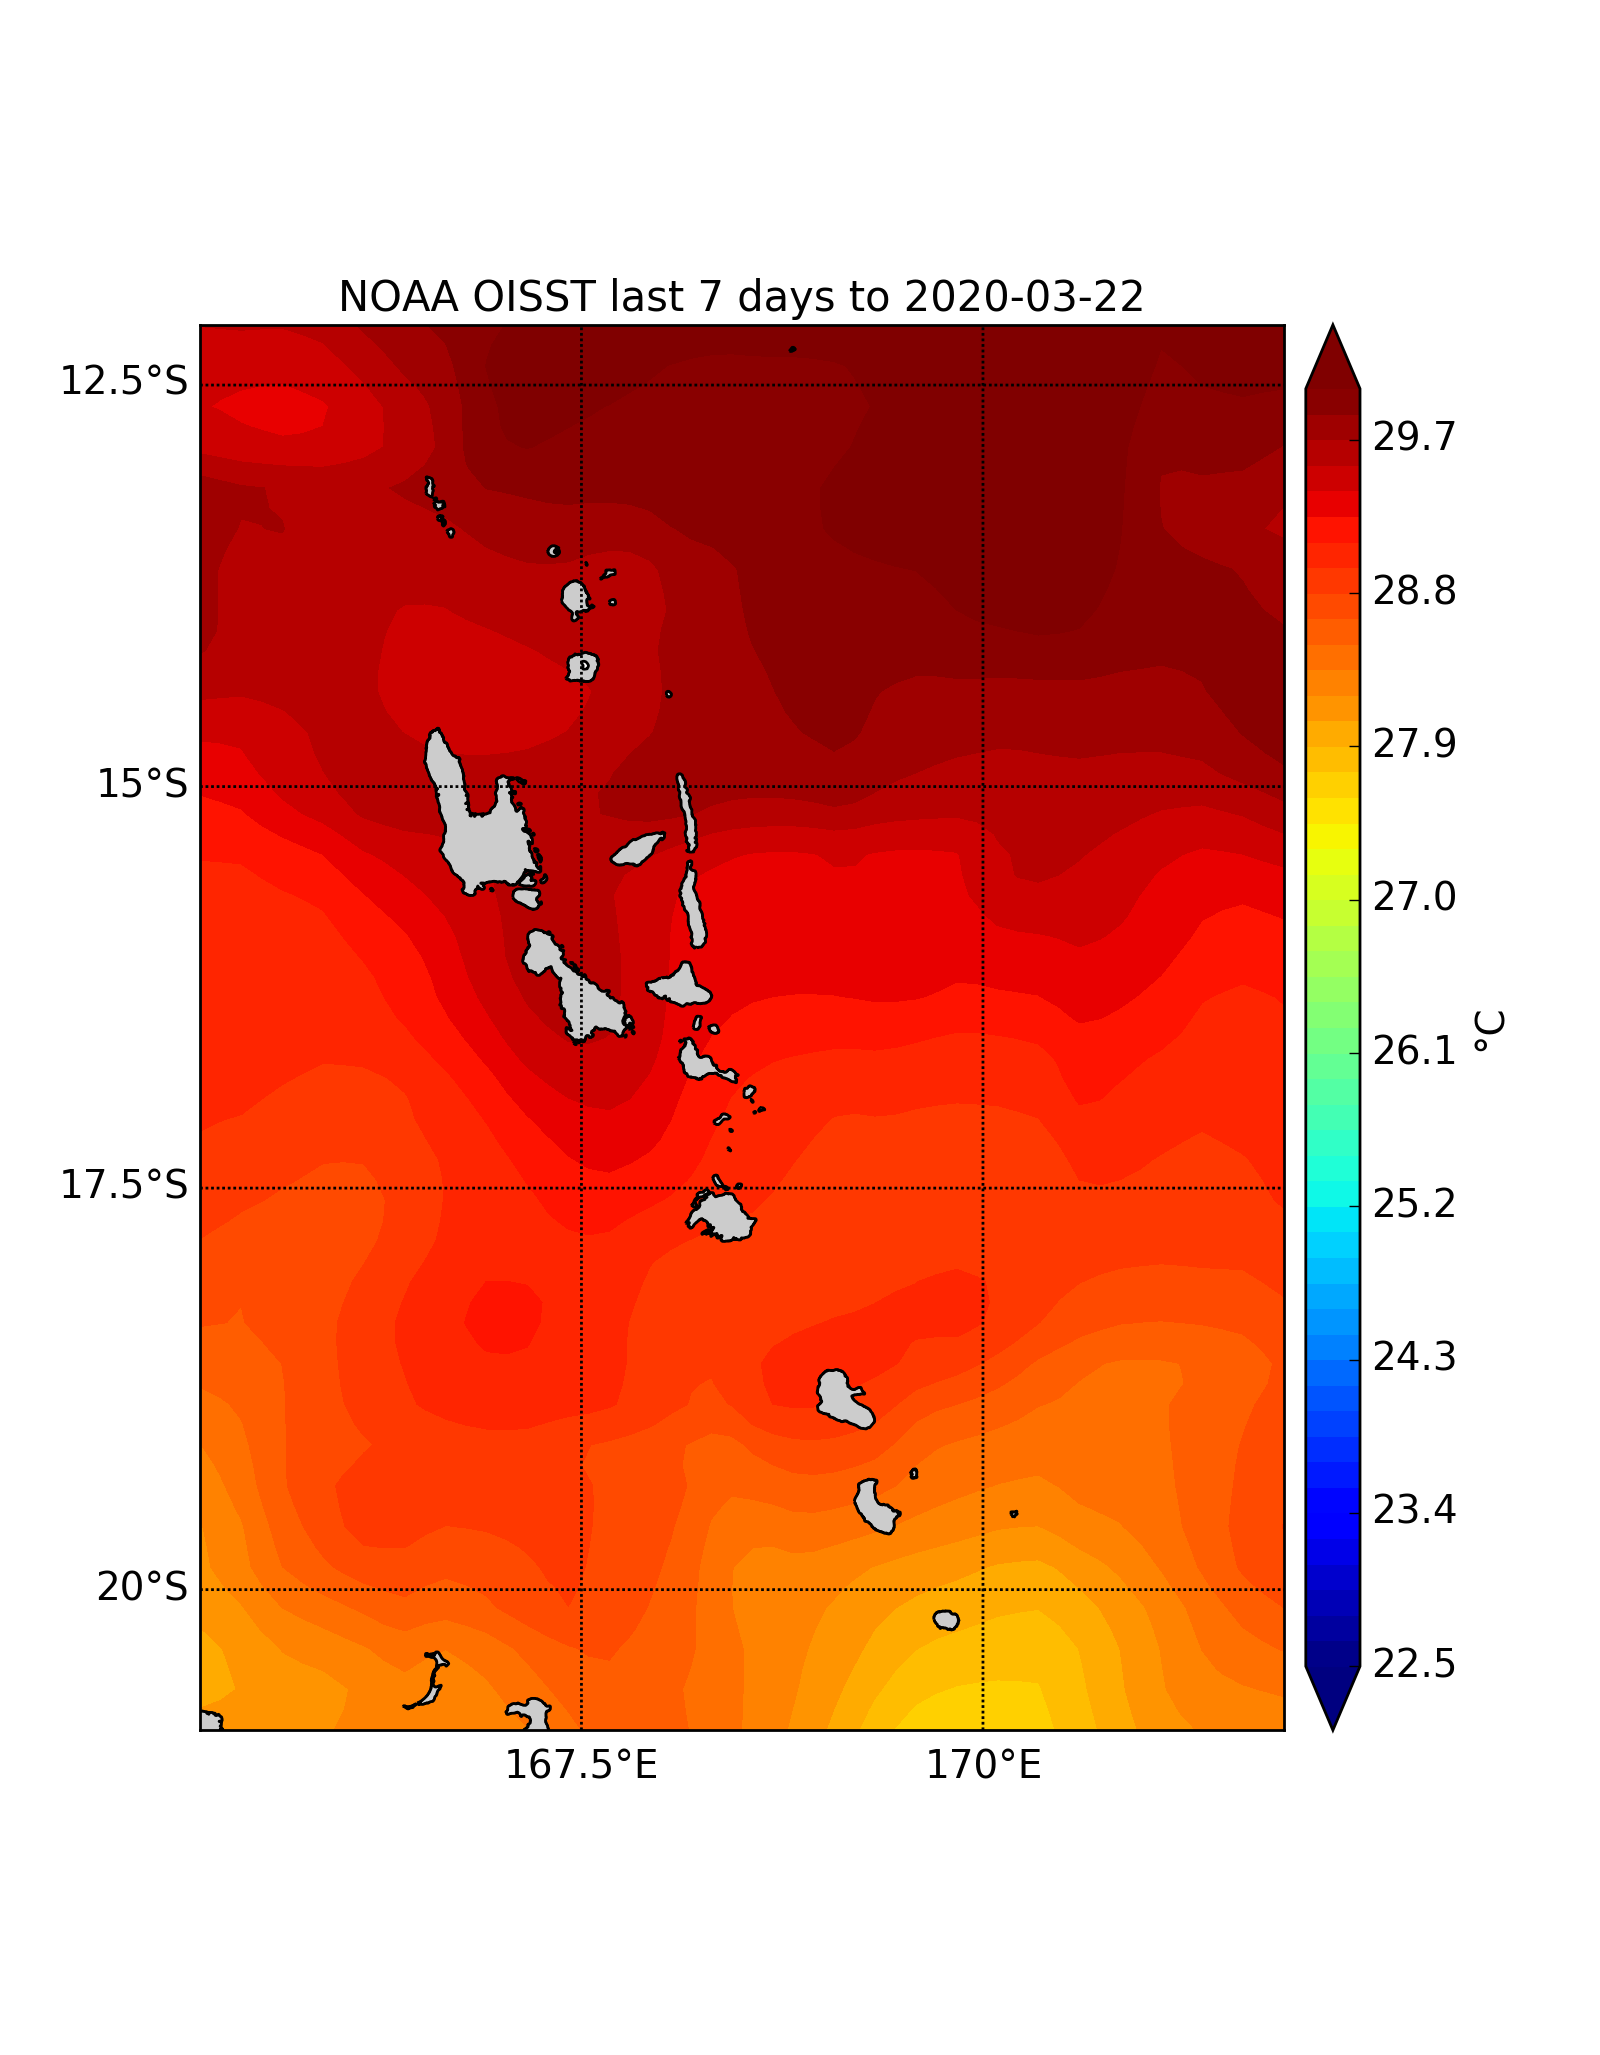 NOAA OISST last 7 days to 2020-03-22
12.5°S
15°S
17.5°S
20°S
167.5°E
170°E
29.7
28.8
27.9
27.0
26.1
25.2
24.3
23.4
22.5
°C